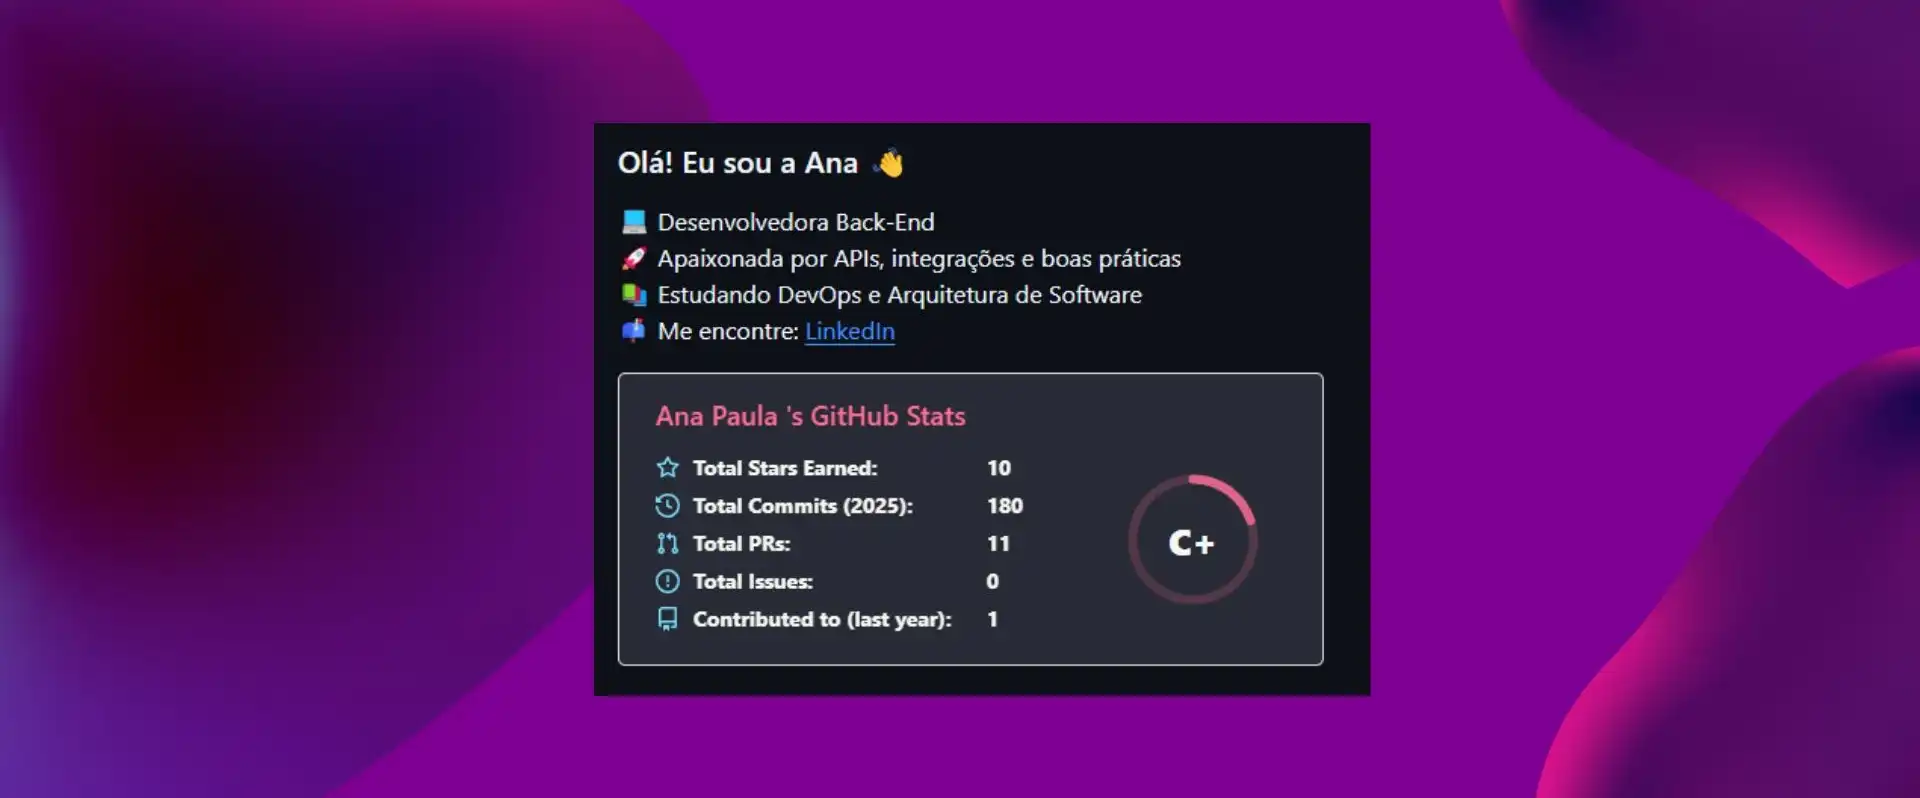 Olá! Eu sou a Ana 👋
💻 Desenvolvedora Back-End
🚀 Apaixonada por APIs, integrações e boas práticas
📚 Estudando DevOps e Arquitetura de Software
📫 Me encontre: LinkedIn
Ana Paula 's GitHub Stats
Total Stars Earned: 10
Total Commits (2025): 180
Total PRs: 11
Total Issues: 0
Contributed to (last year): 1
C+